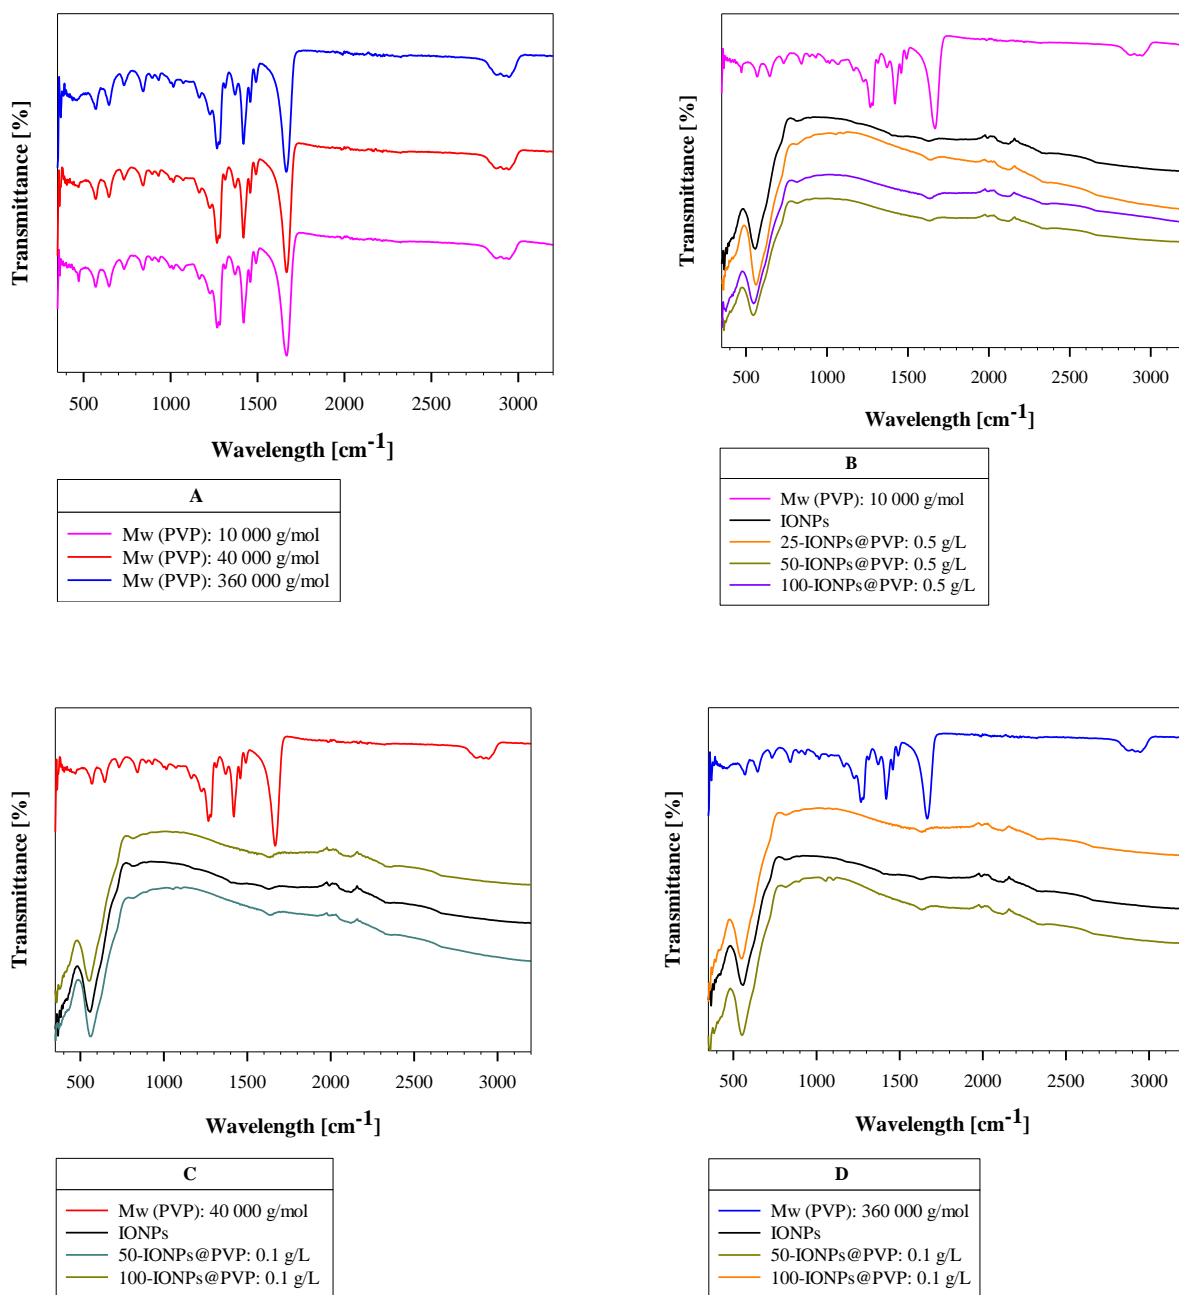 Transmittance [%]
500 1000 1500 2000 2500 3000
Wavelength [cm-1]
A
Mw (PVP): 10 000 g/mol
Mw (PVP): 40 000 g/mol
Mw (PVP): 360 000 g/mol
Transmittance [%]
500 1000 1500 2000 2500 3000
Wavelength [cm-1]
B
Mw (PVP): 10 000 g/mol
IONPs
25-IONPs@PVP: 0.5 g/L
50-IONPs@PVP: 0.5 g/L
100-IONPs@PVP: 0.5 g/L
Transmittance [%]
500 1000 1500 2000 2500 3000
Wavelength [cm-1]
C
Mw (PVP): 40 000 g/mol
IONPs
50-IONPs@PVP: 0.1 g/L
100-IONPs@PVP: 0.1 g/L
Transmittance [%]
500 1000 1500 2000 2500 3000
Wavelength [cm-1]
D
Mw (PVP): 360 000 g/mol
IONPs
50-IONPs@PVP: 0.1 g/L
100-IONPs@PVP: 0.1 g/L